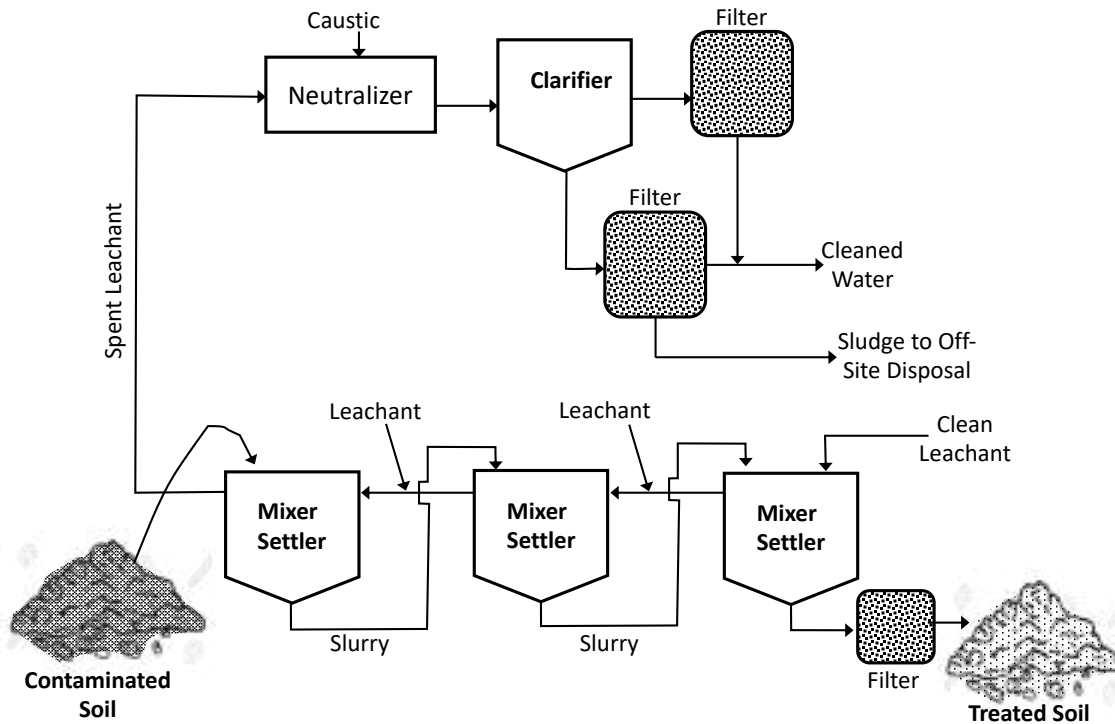 Caustic
Filter
Neutralizer
Clarifier
Filter
Cleaned
Water
Spent Leachant
Sludge to Off-
Site Disposal
Leachant
Leachant
Clean
Leachant
Mixer
Settler
Mixer
Settler
Mixer
Settler
Slurry
Slurry
Contaminated
Soil
Filter
Treated Soil